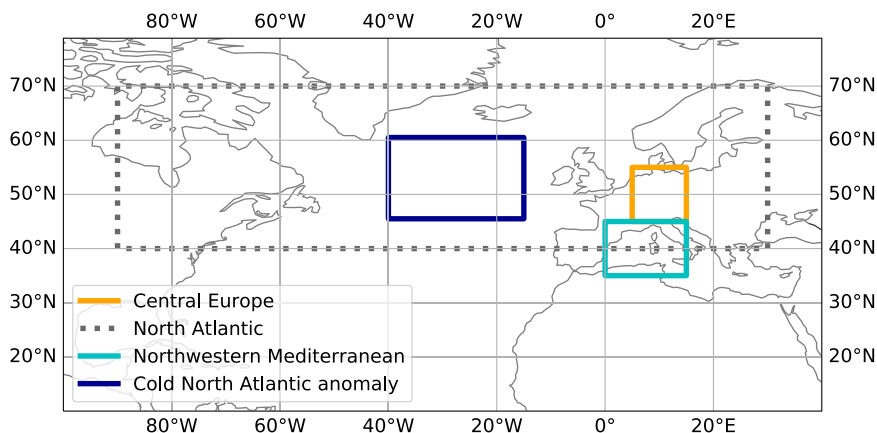 80°W 60°W 40°W 20°W 0° 20°E
70°N 70°N
60°N 60°N
50°N 50°N
40°N 40°N
30°N 30°N
20°N 20°N
Central Europe
North Atlantic
Northwestern Mediterranean
Cold North Atlantic anomaly
80°W 60°W 40°W 20°W 0° 20°E